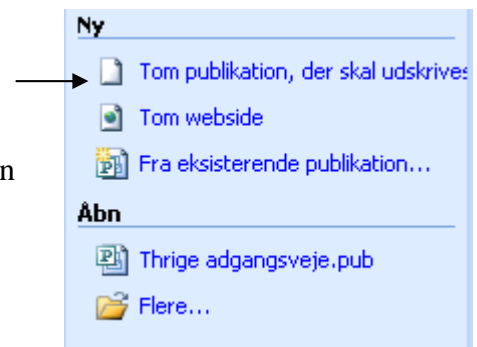 Ny
Tom publikation, der skal udskrives
Tom webside
n
Fra eksisterende publikation...
Åbn
Thrige adgangsveje.pub
Flere...